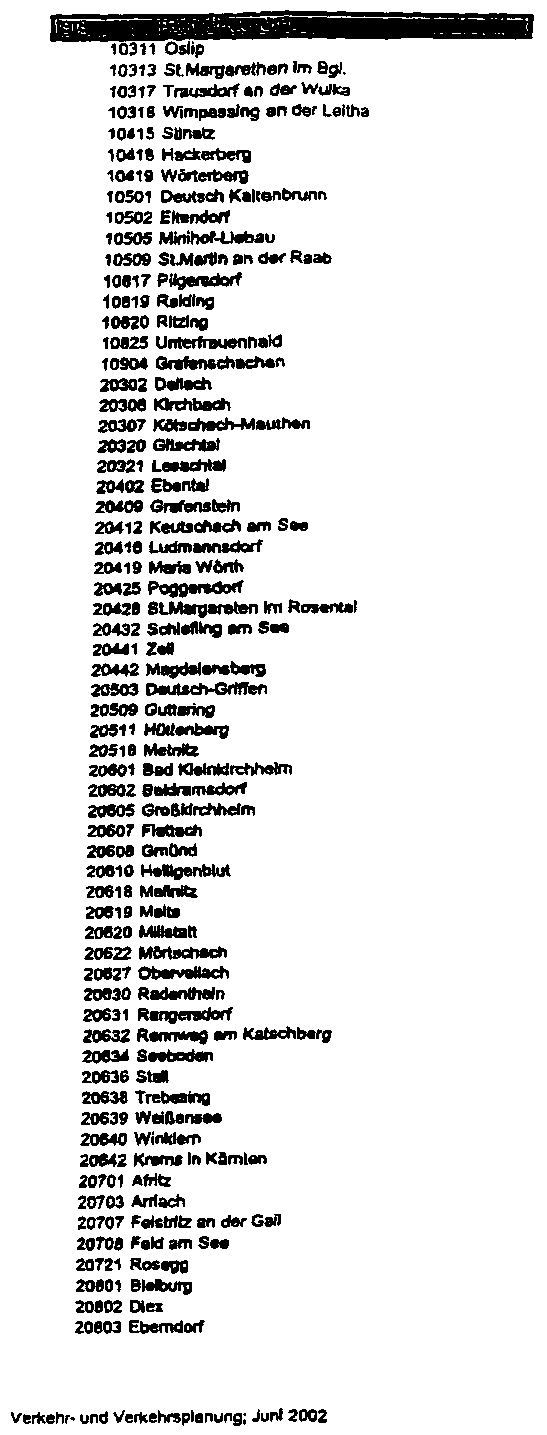 10311 Oslip
10313 St.Margarethen im Bgl.
10317 Trausdorf an der Wulka
10318 Wimpassing an der Leitha
10415 Stinatz
10418 Hackerberg
10419 Wörterberg
10501 Deutsch Kaltenbrunn
10502 Eltendorf
10505 Minihof-Liebau
10509 St.Martin an der Raab
10817 Pilgersdorf
10819 Raiding
10820 Ritzing
10825 Unterfrauenhaid
10904 Grafenschachen
20302 Dellach
20306 Kirchbach
20307 Kötschach-Mauthen
20320 Gitschtal
20321 Lesachtal
20402 Ebental
20409 Grafenstein
20412 Keutschach am See
20416 Ludmannsdorf
20419 Maria Wörth
20425 Poggersdorf
20428 St.Margareten im Rosental
20432 Schiefling am See
20441 Zell
20442 Magdalensberg
20503 Deutsch-Griffen
20509 Guttaring
20511 Hüttenberg
20518 Metnitz
20601 Bad Kleinkirchheim
20602 Baldramsdorf
20605 Großkirchheim
20607 Flattach
20608 Gmünd
20610 Heiligenblut
20618 Mallnitz
20619 Malta
20620 Millstatt
20622 Mörtschach
20627 Obervellach
20630 Radenthein
20631 Rangersdorf
20632 Rennweg am Katschberg
20634 Seeboden
20636 Stall
20638 Trebesing
20639 Weißensee
20640 Winklern
20642 Krems in Kärnten
20701 Afritz
20703 Arriach
20707 Feistritz an der Gail
20708 Feld am See
20721 Rosegg
20801 Bleiburg
20802 Diex
20803 Eberndorf
Verkehr- und Verkehrsplanung; Juni 2002